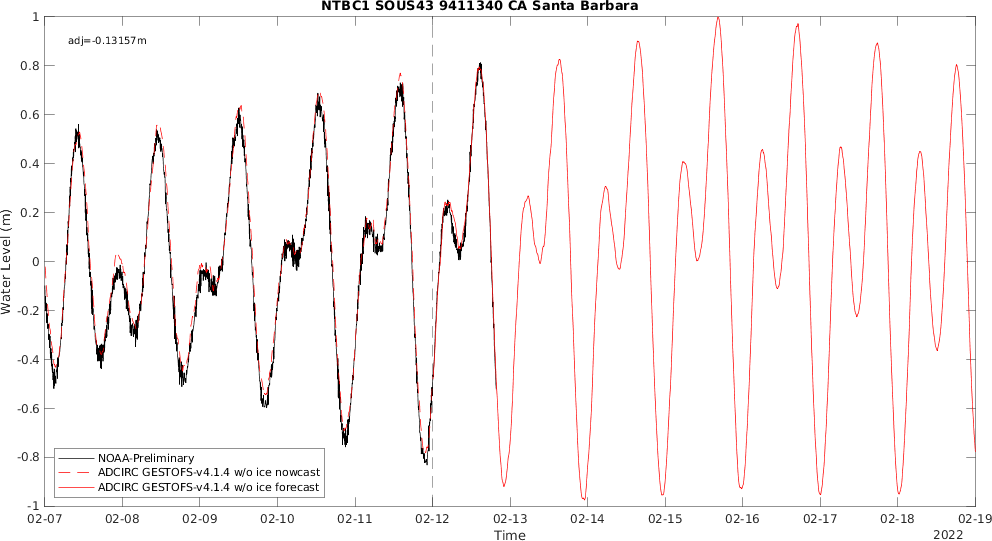 NTBC1 SOUS43 9411340 CA Santa Barbara
adj=-0.13157m
Water Level (m)
1
0.8
0.6
0.4
0.2
0
-0.2
-0.4
-0.6
-0.8
-1
NOAA-Preliminary
ADCIRC GESTOFS-v4.1.4 w/o ice nowcast
ADCIRC GESTOFS-v4.1.4 w/o ice forecast
02-07 02-08 02-09 02-10 02-11 02-12 02-13 02-14 02-15 02-16 02-17 02-18 02-19
Time
2022